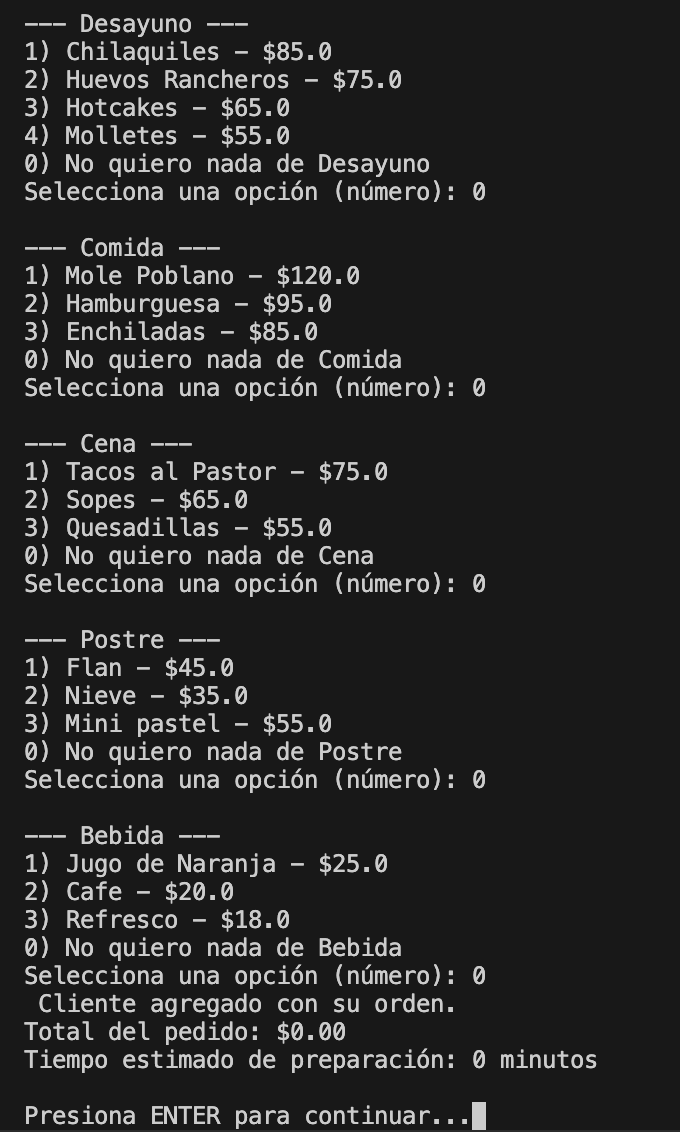 --- Desayuno ---
1) Chilaquiles - $85.0
2) Huevos Rancheros - $75.0
3) Hotcakes - $65.0
4) Molletes - $55.0
0) No quiero nada de Desayuno
Selecciona una opción (número): 0

--- Comida ---
1) Mole Poblano - $120.0
2) Hamburguesa - $95.0
3) Enchiladas - $85.0
0) No quiero nada de Comida
Selecciona una opción (número): 0

--- Cena ---
1) Tacos al Pastor - $75.0
2) Sopes - $65.0
3) Quesadillas - $55.0
0) No quiero nada de Cena
Selecciona una opción (número): 0

--- Postre ---
1) Flan - $45.0
2) Nieve - $35.0
3) Mini pastel - $55.0
0) No quiero nada de Postre
Selecciona una opción (número): 0

--- Bebida ---
1) Jugo de Naranja - $25.0
2) Cafe - $20.0
3) Refresco - $18.0
0) No quiero nada de Bebida
Selecciona una opción (número): 0
 Cliente agregado con su orden.
Total del pedido: $0.00
Tiempo estimado de preparación: 0 minutos

Presiona ENTER para continuar...